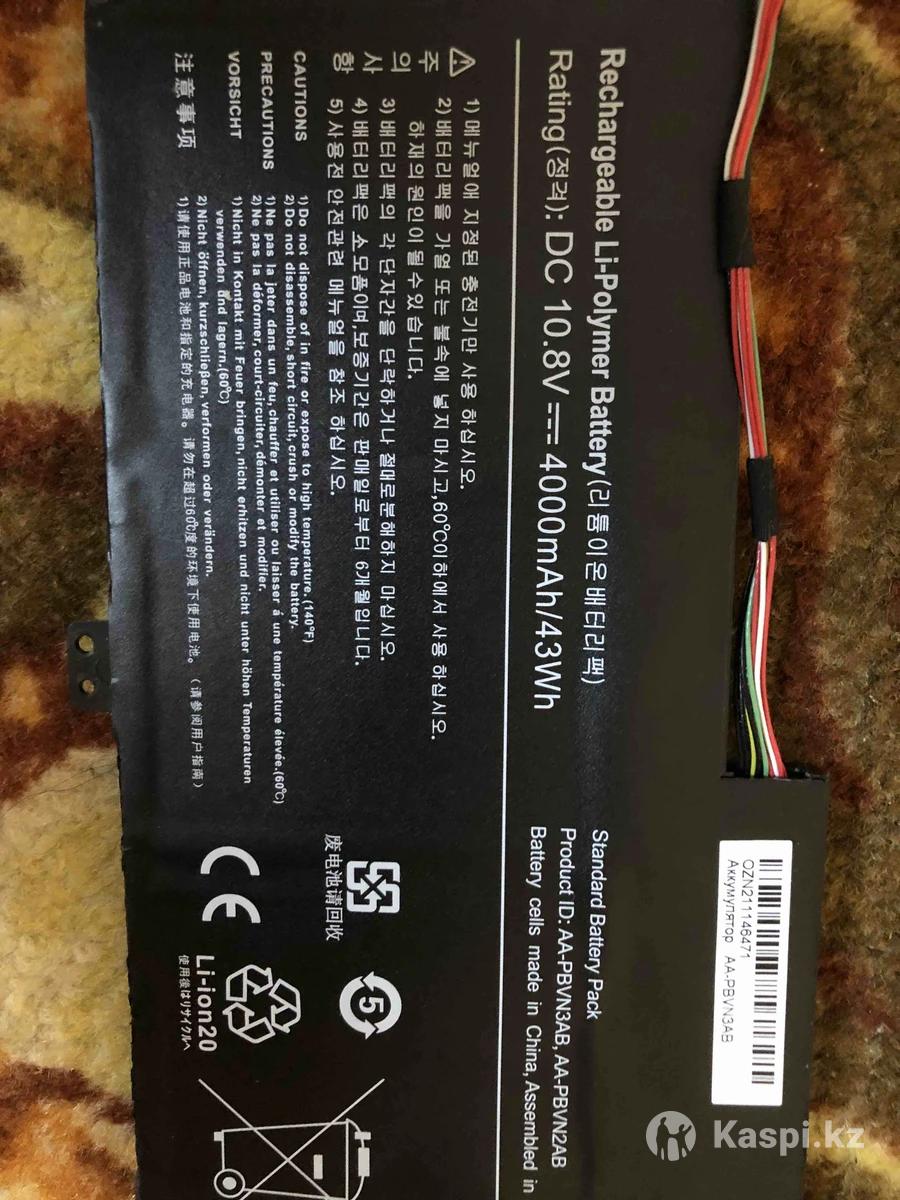 Rechargeable Li-Polymer Battery(리튬이온배터리팩)
Rating(정격): DC 10.8V 4000mAh/43Wh
Standard Battery Pack
Product ID: AA-PBVN3AB, AA-PBVN2AB
Battery cells made in China, Assembled in
OZN211146471
Аккумулятор AA-PBVN3AB
주의사항
1) 메뉴얼에 지정된 충전기만 사용 하십시오.
2) 배터리팩을 가열 또는 불속에 넣지 마시고,60℃이하에서 사용 하십시오.
하재의원인이 될수있습니다.
3) 배터리팩의 각 단자간을 단락하거나 절대로분해하지 마십시오.
4) 배터리팩은 소모품이며,보증기간은 판매일로부터 6개월입니다.
5) 사용전 안전관련 메뉴얼을 참조 하십시오.
CAUTIONS
1)Do not dispose of in fire or expose to high temperature.(140℉)
2)Do not disassemble,short circuit,crush or modify the battery.
PRECAUTIONS
1)Ne pas la jeter dans un feu,chauffer et utiliser ou laisser á une température élevée.(60℃)
2)Ne pas la déformer,court-circuiter,démonter et modifier.
VORSICHT
1)Nicht in Kontakt mit Feuer bringen,nicht erhitzen und nicht unter höhen Temperaturen
verwenden und lagern.(60℃)
2)Nicht öffnen,kurzschließen,verformen oder verändern.
注意事项
1)请使用正品电池和指定的充电器。请勿在超过60℃度的环境下使用电池。(请参阅用户指南)
废电池请回收
5
CE
Li-ion20
使用後はリサイクルへ
Kaspi.kz